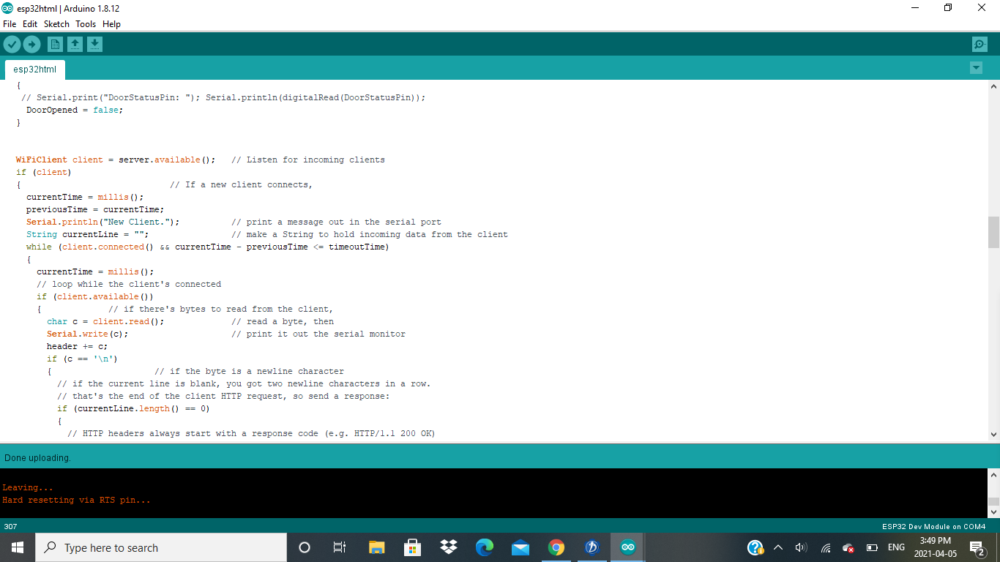 esp32html | Arduino 1.8.12
File Edit Sketch Tools Help
esp32html
{
// Serial.print("DoorStatusPin: "); Serial.println(digitalRead(DoorStatusPin));
DoorOpened = false;
}
WiFiClient client = server.available();   // Listen for incoming clients
if (client)
{                             // If a new client connects,
currentTime = millis();
previousTime = currentTime;
Serial.println("New Client.");          // print a message out in the serial port
String currentLine = "";                // make a String to hold incoming data from the client
while (client.connected() && currentTime - previousTime <= timeoutTime)
{
currentTime = millis();
// loop while the client's connected
if (client.available())
{             // if there's bytes to read from the client,
char c = client.read();             // read a byte, then
Serial.write(c);                    // print it out the serial monitor
header += c;
if (c == '\n')
{                    // if the byte is a newline character
// if the current line is blank, you got two newline characters in a row.
// that's the end of the client HTTP request, so send a response:
if (currentLine.length() == 0)
{
// HTTP headers always start with a response code (e.g. HTTP/1.1 200 OK)
Done uploading.
Leaving...
Hard resetting via RTS pin...
307
ESP32 Dev Module on COM4
Type here to search
ENG
3:49 PM
2021-04-05
2